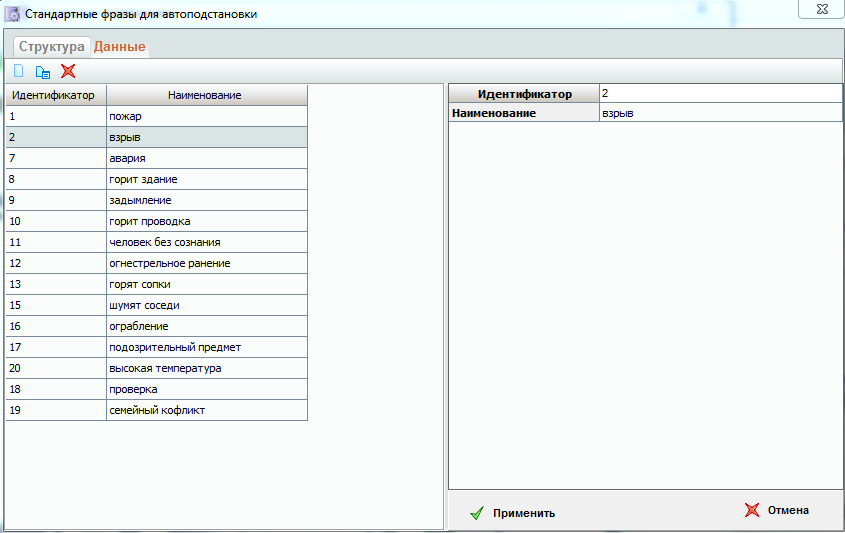 Стандартные фразы для автоподстановки
Структура Данные
Идентификатор Наименование
1 пожар
2 взрыв
7 авария
8 горит здание
9 задымление
10 горит проводка
11 человек без сознания
12 огнестрельное ранение
13 горят сопки
15 шумят соседи
16 ограбление
17 подозрительный предмет
20 высокая температура
18 проверка
19 семейный кофликт
Идентификатор 2
Наименование взрыв
Применить Отмена